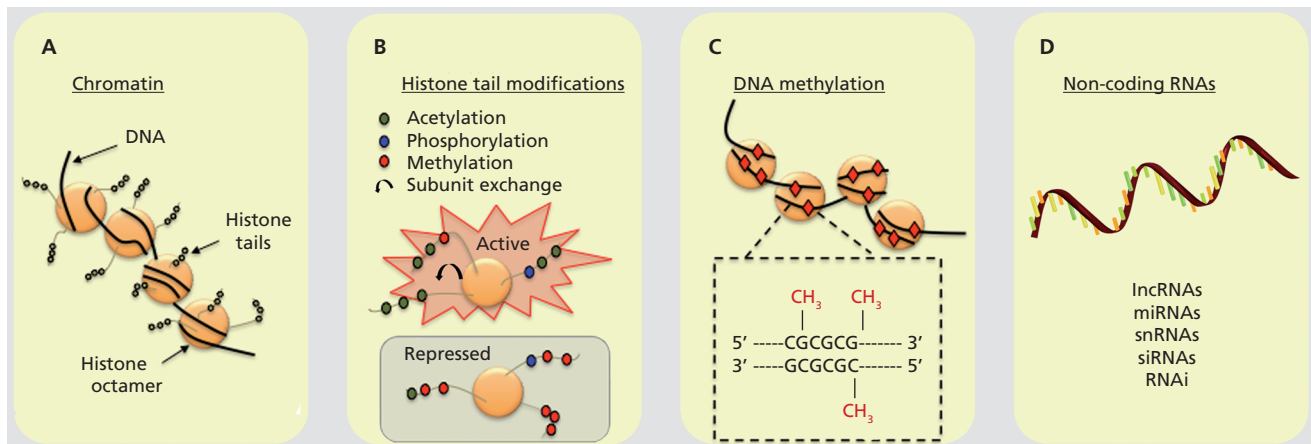 A
Chromatin
DNA
Histone
tails
Histone
octamer
B
Histone tail modifications
Acetylation
Phosphorylation
Methylation
Subunit exchange
Active
Repressed
C
DNA methylation
CH₃ CH₃
5’ -----CGCGCG------- 3’
3’ -----GCGCGC------- 5’
CH₃
D
Non-coding RNAs
lncRNAs
miRNAs
snRNAs
siRNAs
RNAi